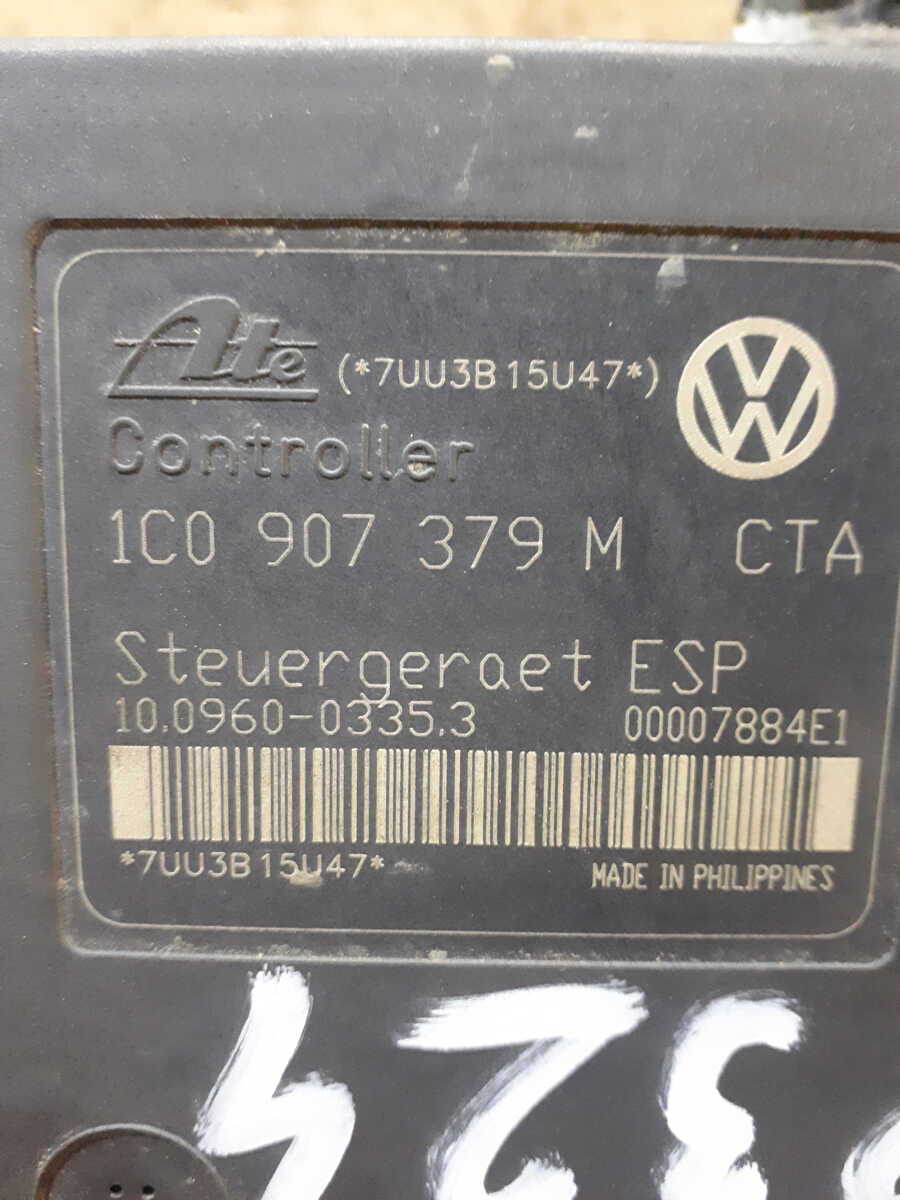 Ate (*7UU3B15U47*)
Controller
1C0 907 379 M CTA
Steuergeraet ESP
10.0960-0335.3 00007884E1
*7UU3B15U47*
MADE IN PHILIPPINES